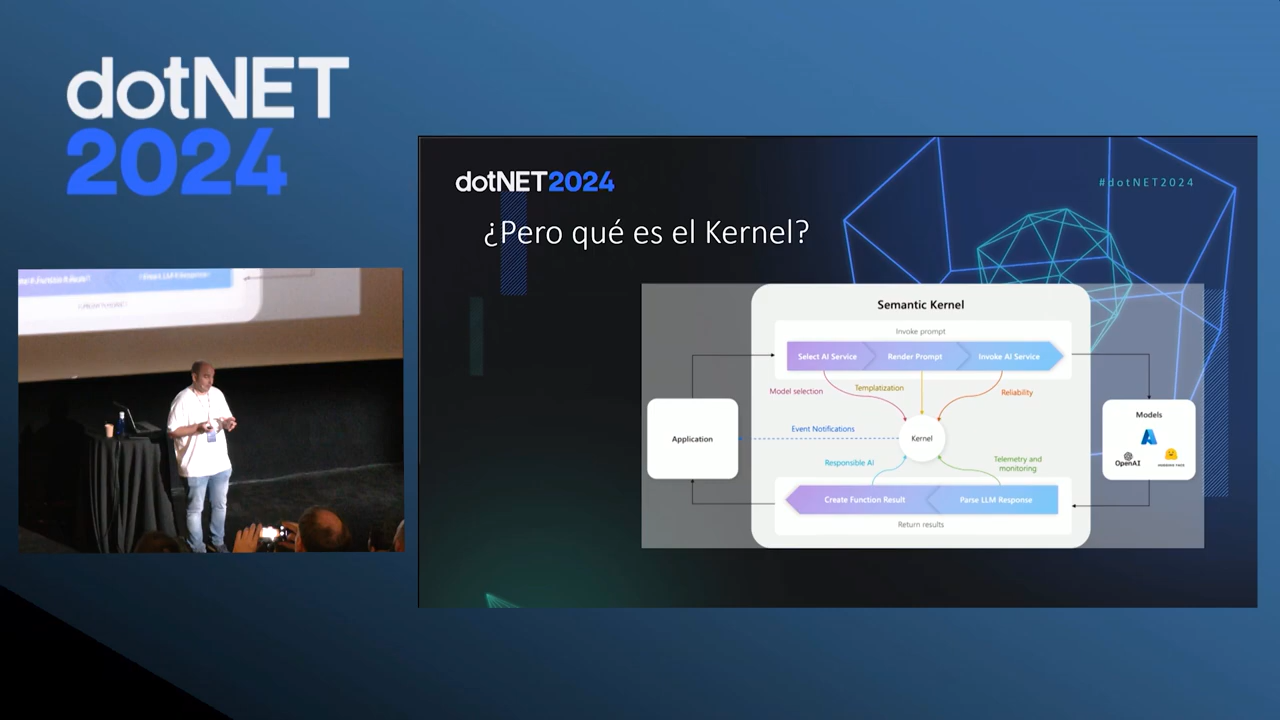 dotNET
2024
dotNET2024
#dotNET2024
¿Pero qué es el Kernel?
Semantic Kernel
Invoke prompt
Select AI Service
Render Prompt
Invoke AI Service
Model selection
Templatization
Reliability
Application
Event Notifications
Kernel
Models
OpenAI
HUGGING FACE
Responsible AI
Telemetry and
monitoring
Create Function Result
Parse LLM Response
Return results